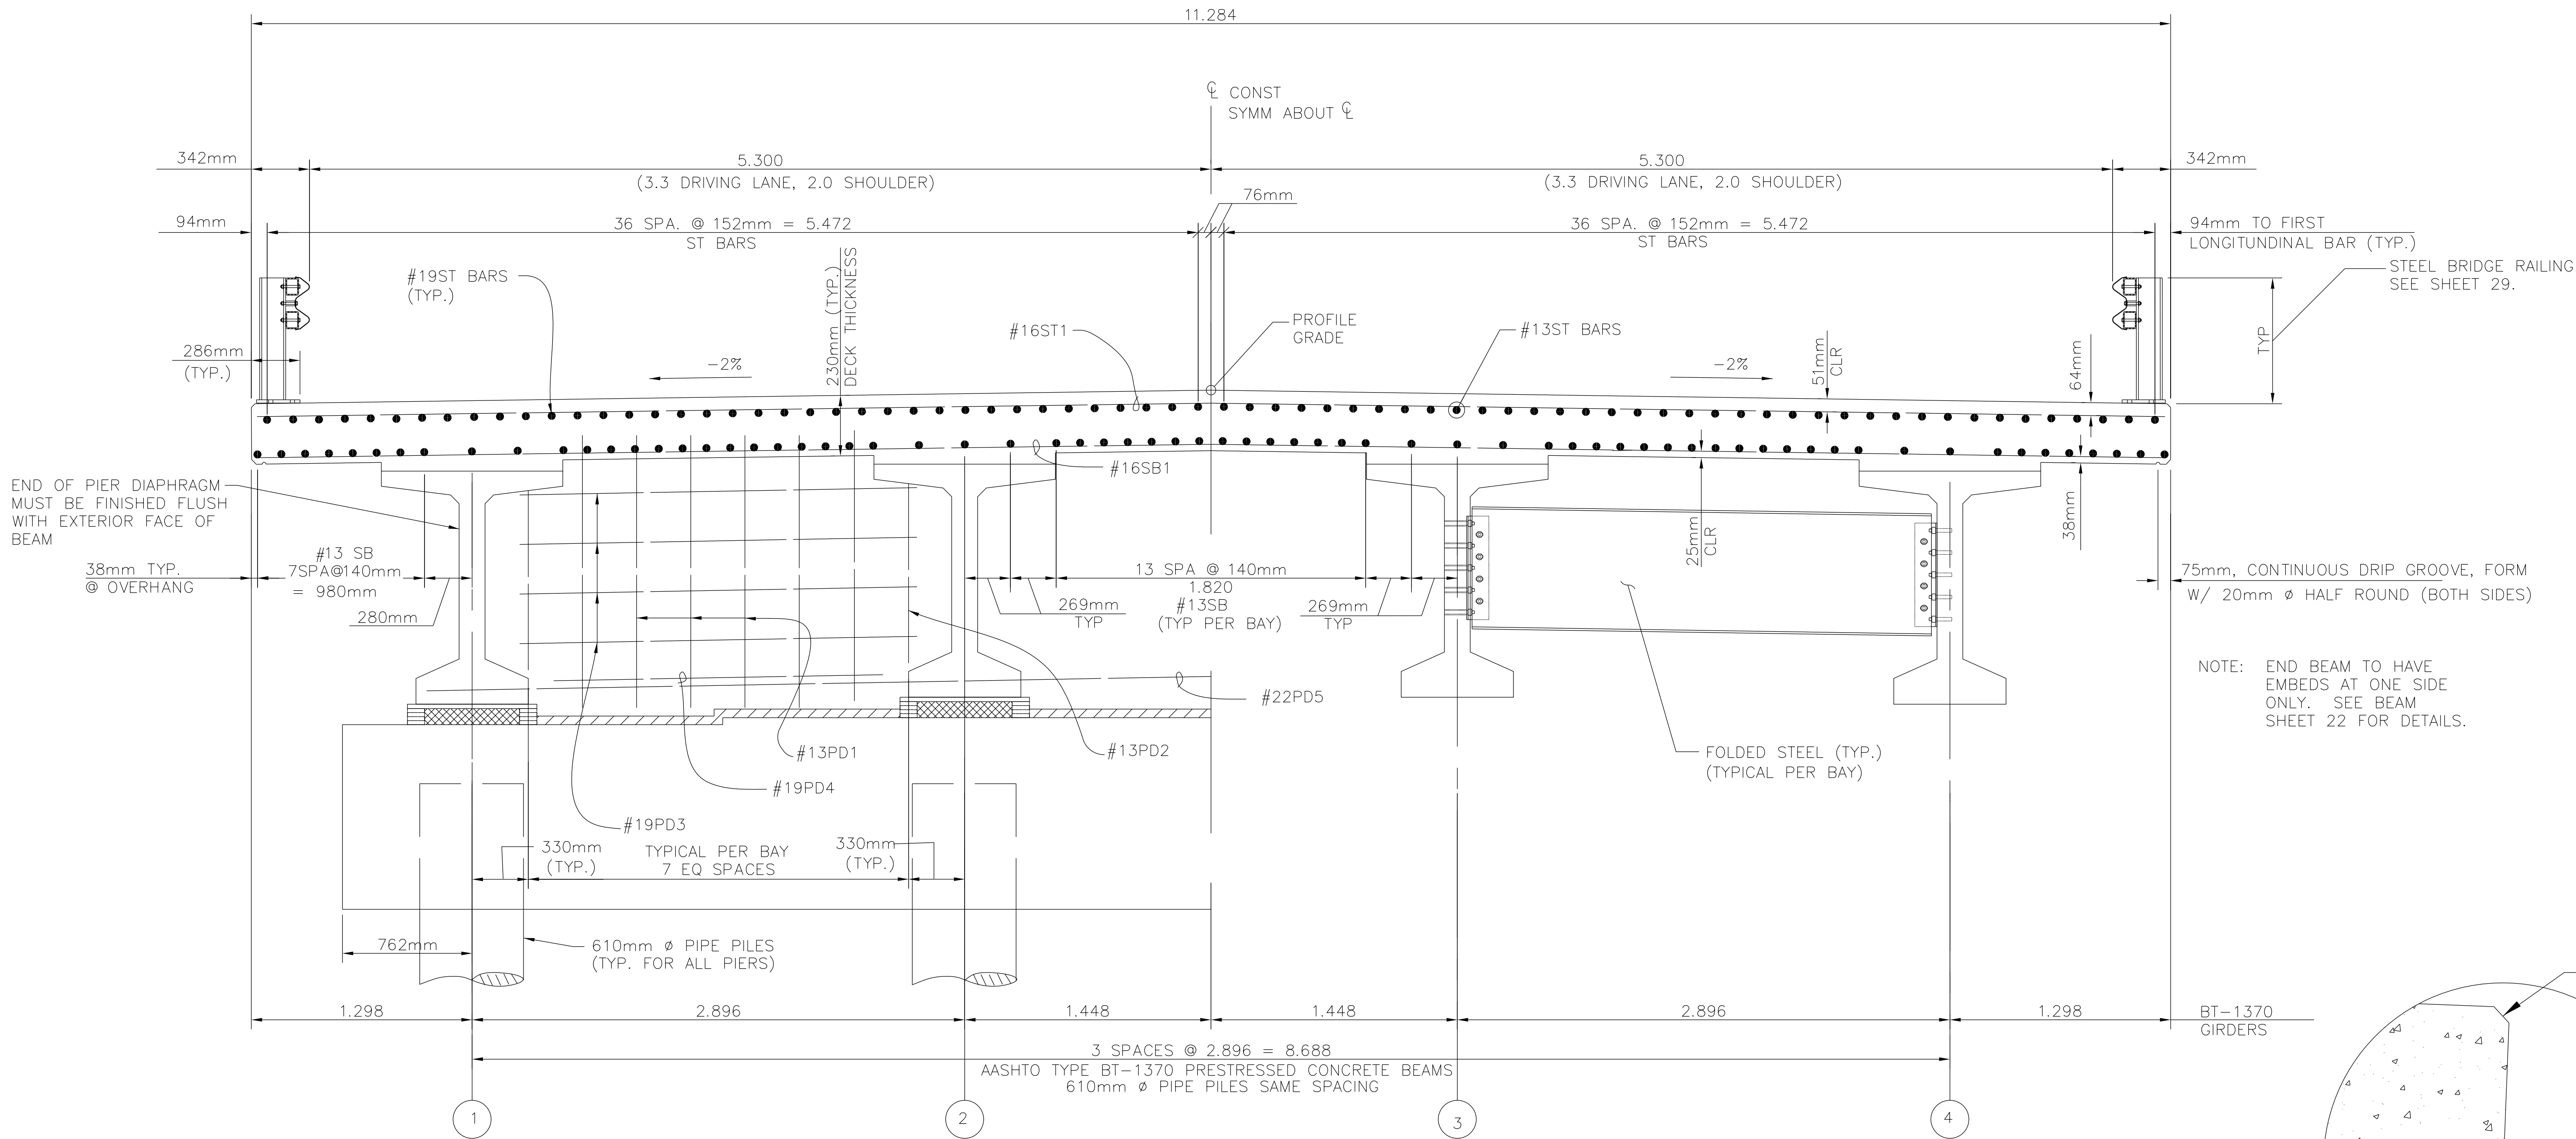 11.284
℄ CONST
SYMM ABOUT ℄
342mm
5.300
(3.3 DRIVING LANE, 2.0 SHOULDER)
5.300
(3.3 DRIVING LANE, 2.0 SHOULDER)
342mm
76mm
94mm
36 SPA. @ 152mm = 5.472
ST BARS
36 SPA. @ 152mm = 5.472
ST BARS
94mm TO FIRST
LONGITUNDINAL BAR (TYP.)
STEEL BRIDGE RAILING
SEE SHEET 29.
#19ST BARS
(TYP.)
230mm (TYP.)
DECK THICKNESS
#16ST1
PROFILE
GRADE
#13ST BARS
51mm
CLR
64mm
TYP
286mm
(TYP.)
-2%
-2%
#16SB1
END OF PIER DIAPHRAGM
MUST BE FINISHED FLUSH
WITH EXTERIOR FACE OF
BEAM
38mm TYP.
@ OVERHANG
#13 SB
7SPA@140mm
= 980mm
280mm
269mm
TYP
13 SPA @ 140mm
1.820
#13SB
(TYP PER BAY)
269mm
TYP
25mm
CLR
38mm
75mm, CONTINUOUS DRIP GROOVE, FORM
W/ 20mm ø HALF ROUND (BOTH SIDES)
NOTE: END BEAM TO HAVE
EMBEDS AT ONE SIDE
ONLY. SEE BEAM
SHEET 22 FOR DETAILS.
#22PD5
#13PD1
#13PD2
#19PD4
#19PD3
FOLDED STEEL (TYP.)
(TYPICAL PER BAY)
330mm
(TYP.)
TYPICAL PER BAY
7 EQ SPACES
330mm
(TYP.)
762mm
610mm ø PIPE PILES
(TYP. FOR ALL PIERS)
1.298
2.896
1.448
1.448
2.896
1.298
BT-1370
GIRDERS
3 SPACES @ 2.896 = 8.688
AASHTO TYPE BT-1370 PRESTRESSED CONCRETE BEAMS
610mm ø PIPE PILES SAME SPACING
1
2
3
4